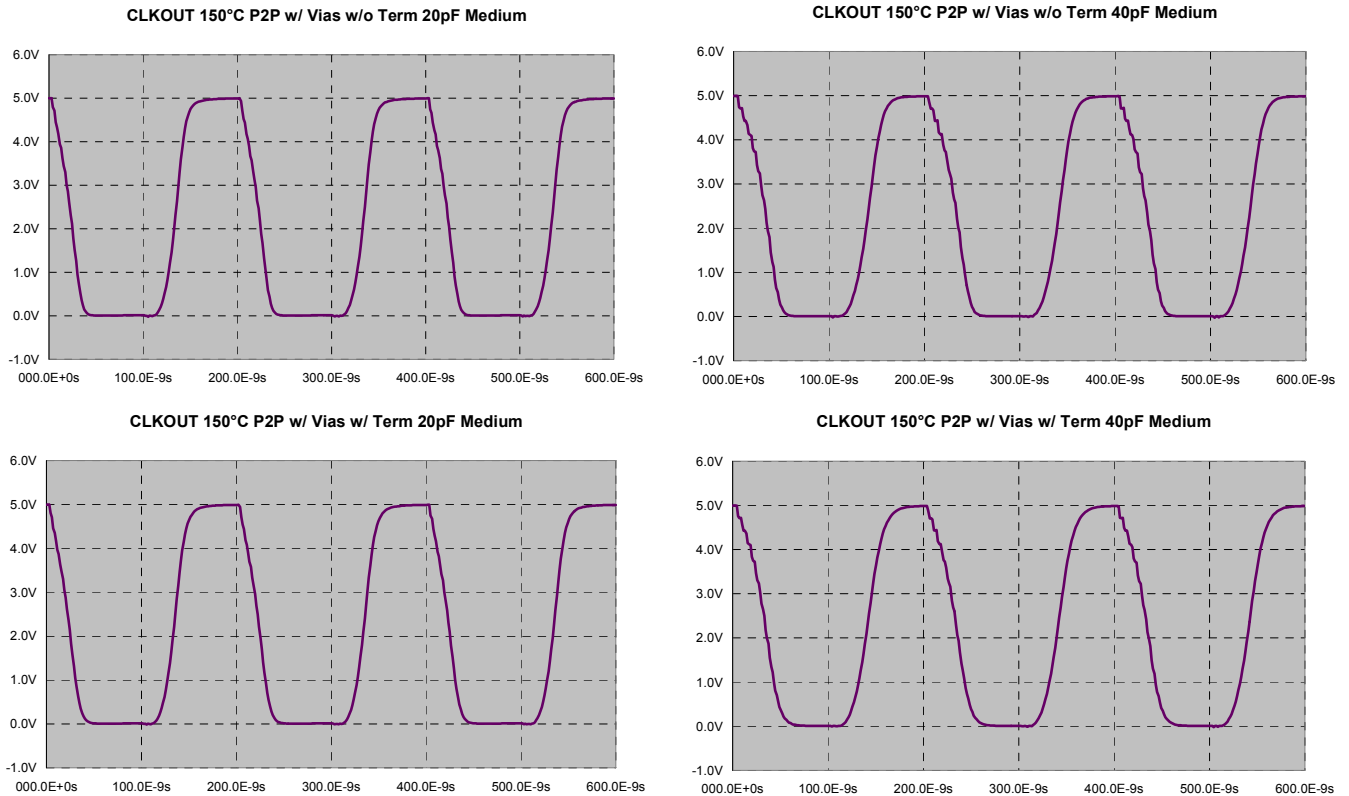 CLKOUT 150°C P2P w/ Vias w/o Term 20pF Medium
6.0V
5.0V
4.0V
3.0V
2.0V
1.0V
0.0V
-1.0V
000.0E+0s 100.0E-9s 200.0E-9s 300.0E-9s 400.0E-9s 500.0E-9s 600.0E-9s
CLKOUT 150°C P2P w/ Vias w/o Term 40pF Medium
6.0V
5.0V
4.0V
3.0V
2.0V
1.0V
0.0V
-1.0V
000.0E+0s 100.0E-9s 200.0E-9s 300.0E-9s 400.0E-9s 500.0E-9s 600.0E-9s
CLKOUT 150°C P2P w/ Vias w/ Term 20pF Medium
6.0V
5.0V
4.0V
3.0V
2.0V
1.0V
0.0V
-1.0V
000.0E+0s 100.0E-9s 200.0E-9s 300.0E-9s 400.0E-9s 500.0E-9s 600.0E-9s
CLKOUT 150°C P2P w/ Vias w/ Term 40pF Medium
6.0V
5.0V
4.0V
3.0V
2.0V
1.0V
0.0V
-1.0V
000.0E+0s 100.0E-9s 200.0E-9s 300.0E-9s 400.0E-9s 500.0E-9s 600.0E-9s